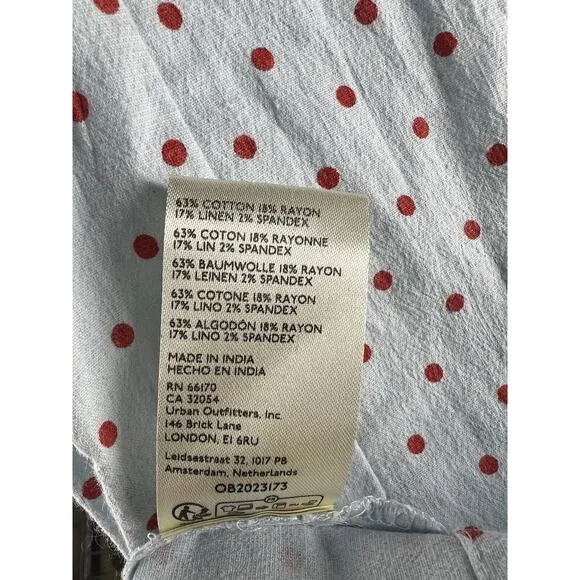 63% COTTON 18% RAYON
17% LINEN 2% SPANDEX
63% COTON 18% RAYONNE
17% LIN 2% SPANDEX
63% BAUMWOLLE 18% RAYON
17% LEINEN 2% SPANDEX
63% COTONE 18% RAYON
17% LINO 2% SPANDEX
63% ALGODÓN 18% RAYON
17% LINO 2% SPANDEX
MADE IN INDIA
HECHO EN INDIA
RN 66170
CA 32054
Urban Outfitters, Inc.
146 Brick Lane
LONDON, E1 6RU
Leidsestraat 32, 1017 PB
Amsterdam, Netherlands
OB2023173